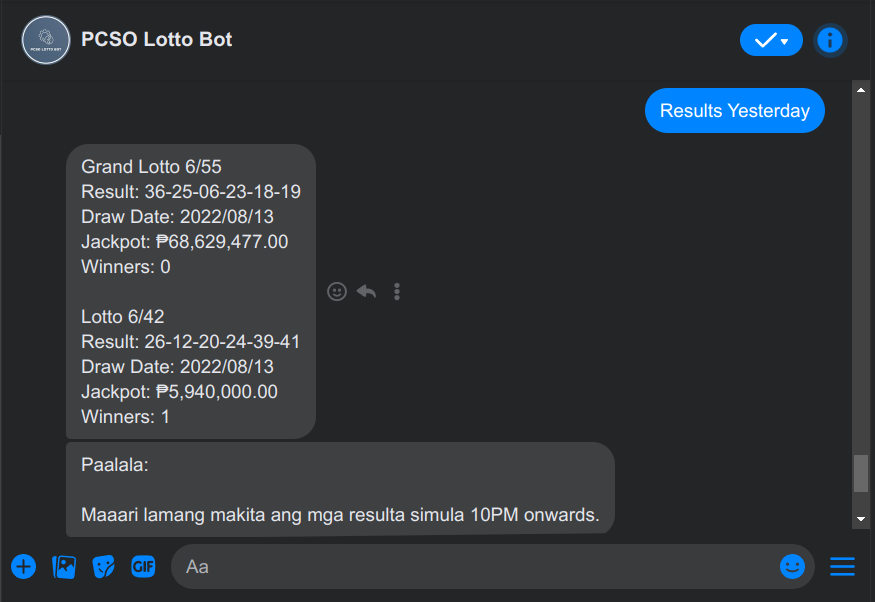 PCSO LOTTO BOT
PCSO Lotto Bot
Results Yesterday
Grand Lotto 6/55
Result: 36-25-06-23-18-19
Draw Date: 2022/08/13
Jackpot: ₱68,629,477.00
Winners: 0
Lotto 6/42
Result: 26-12-20-24-39-41
Draw Date: 2022/08/13
Jackpot: ₱5,940,000.00
Winners: 1
Paalala:
Maaari lamang makita ang mga resulta simula 10PM onwards.
GIF
Aa